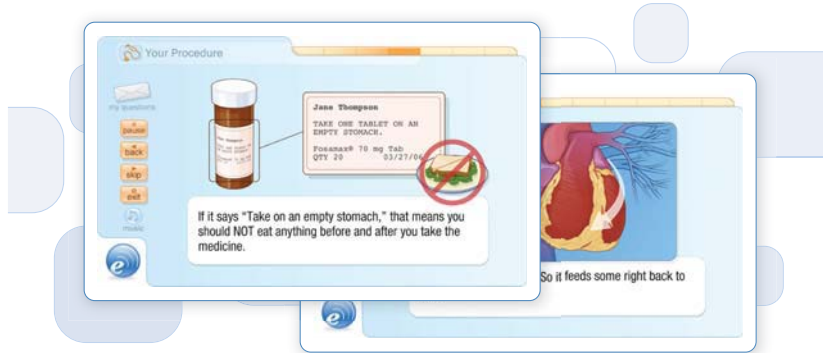 Your Procedure
my questions
pause
back
skip
exit
music
Jane Thompson
TAKE ONE TABLET ON AN
EMPTY STOMACH.
Fosamax® 70 mg Tab
QTY 20 03/27/06
If it says "Take on an empty stomach," that means you
should NOT eat anything before and after you take the
medicine.
e
So it feeds some right back to
e